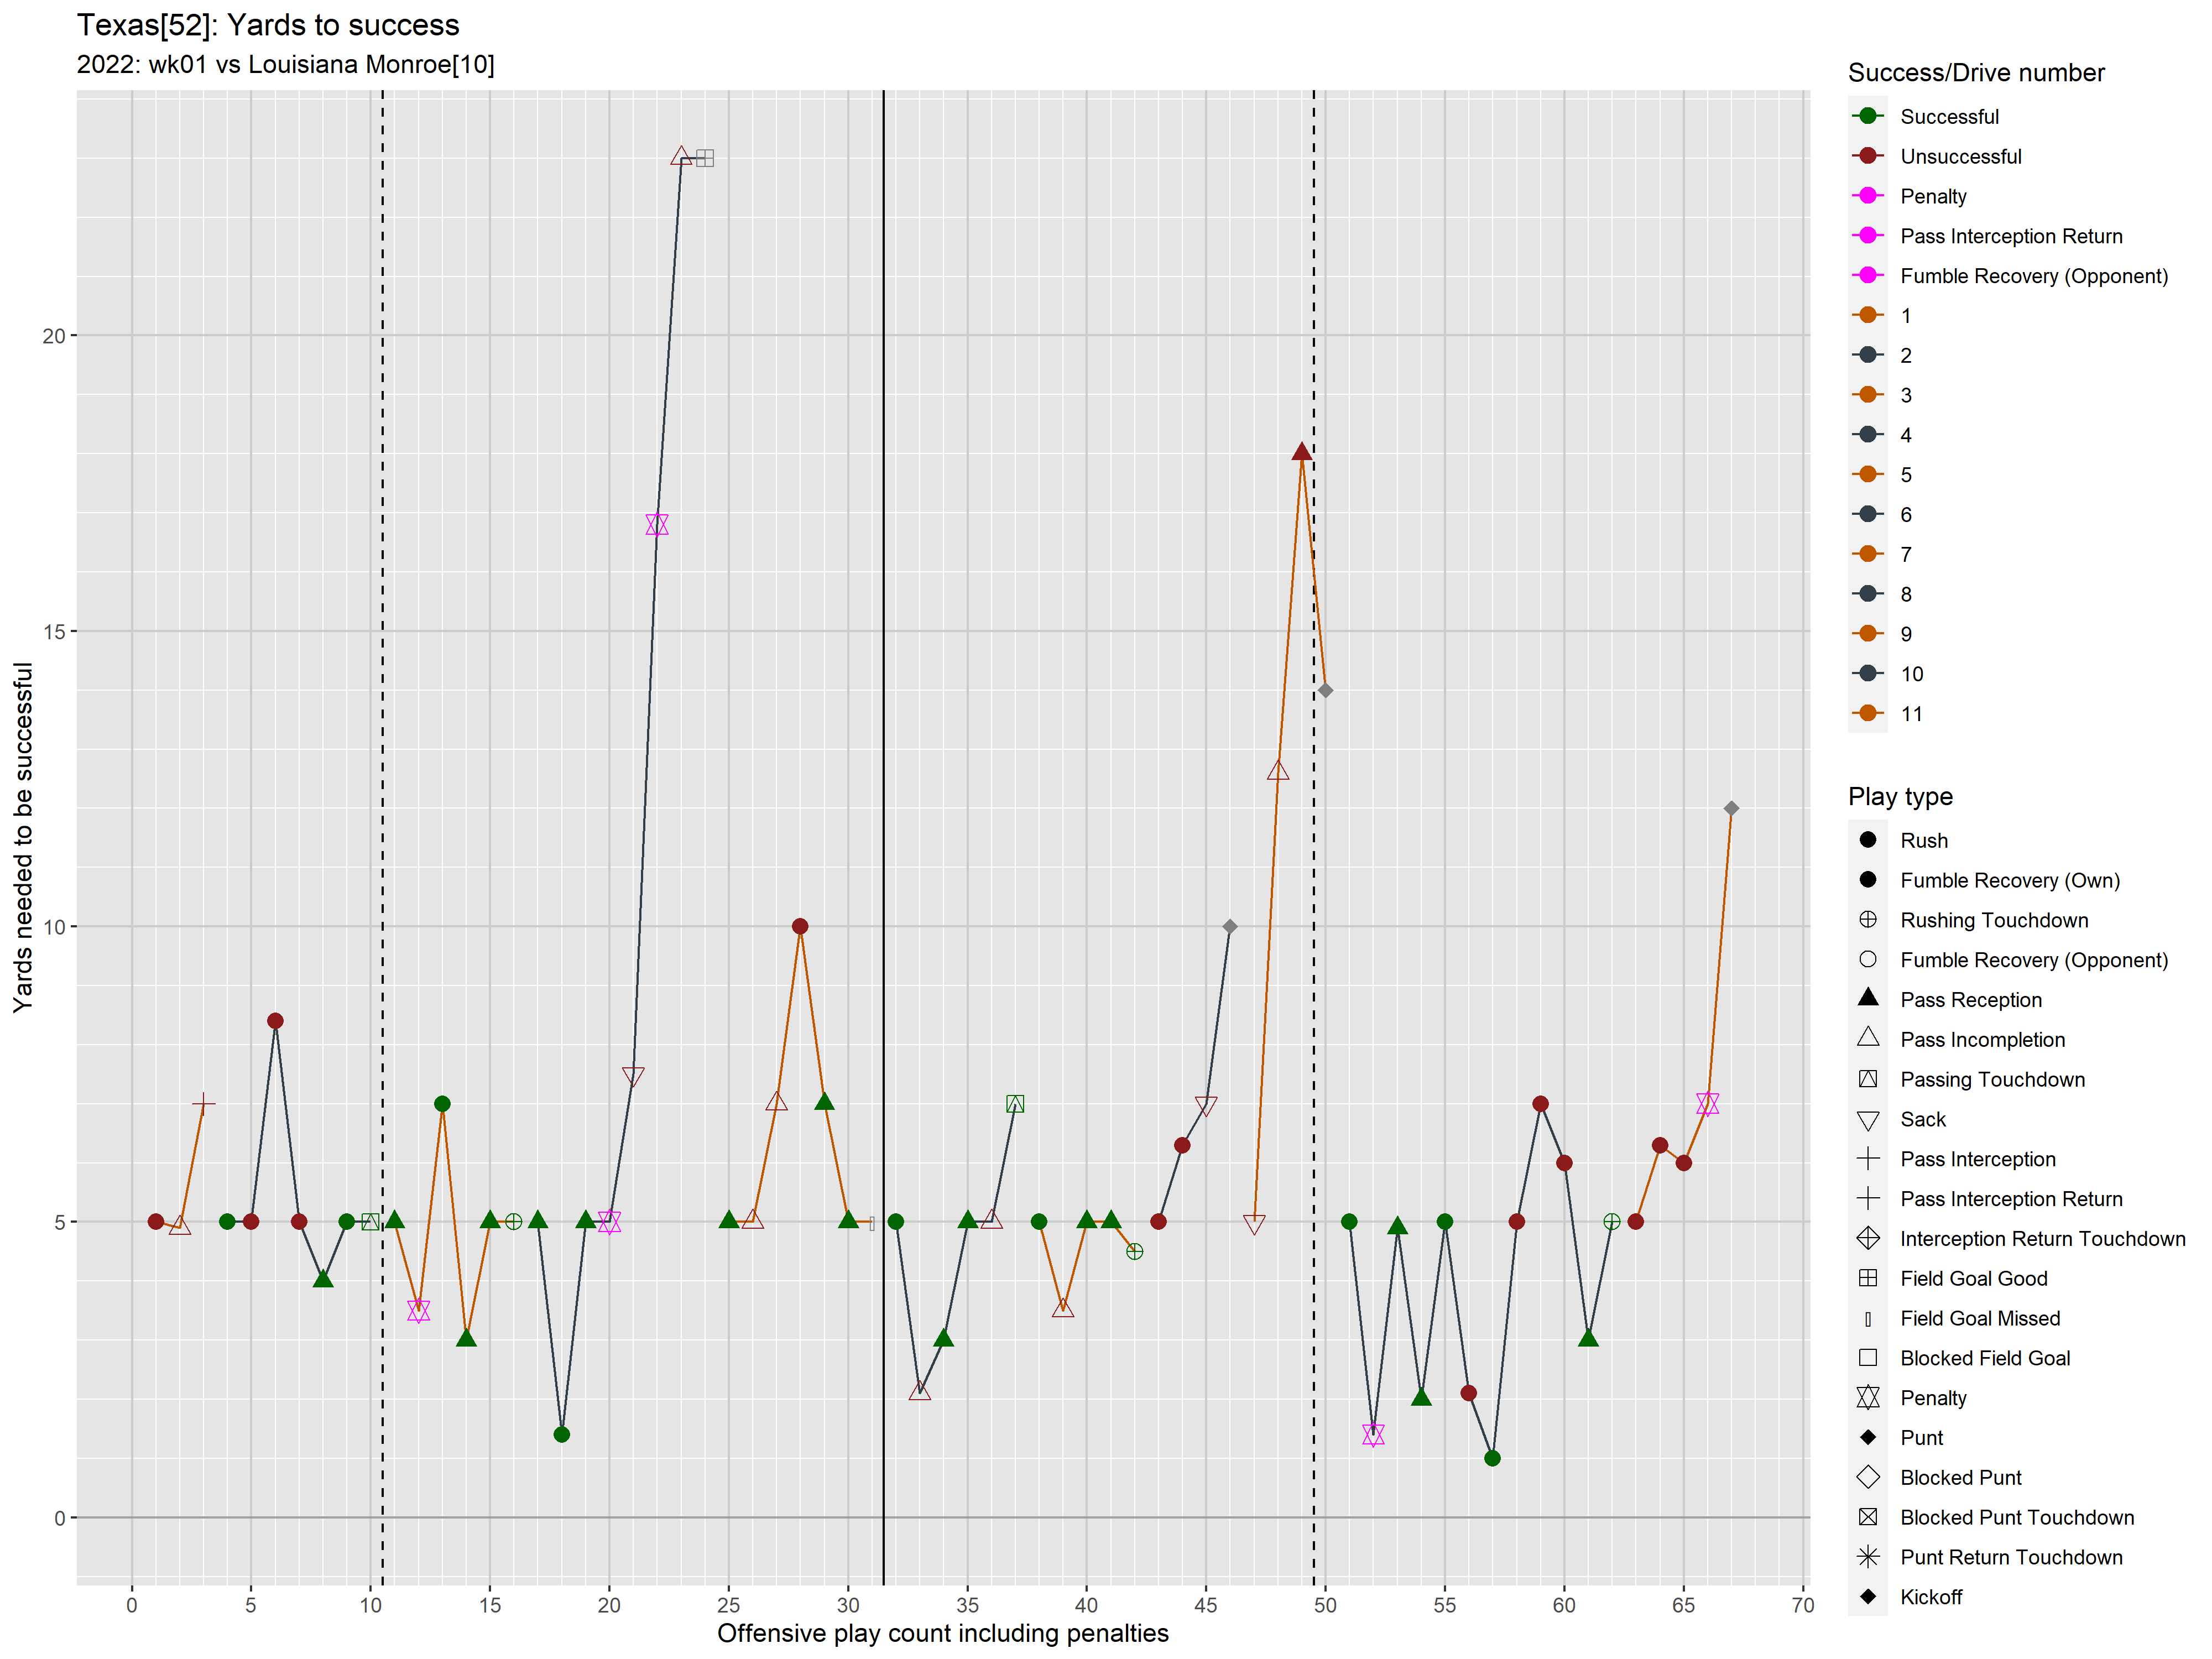 Texas[52]: Yards to success
2022: wk01 vs Louisiana Monroe[10]
Yards needed to be successful
20
15
10
5
0
0 5 10 15 20 25 30 35 40 45 50 55 60 65 70
Offensive play count including penalties
Success/Drive number
Successful
Unsuccessful
Penalty
Pass Interception Return
Fumble Recovery (Opponent)
1
2
3
4
5
6
7
8
9
10
11
Play type
Rush
Fumble Recovery (Own)
Rushing Touchdown
Fumble Recovery (Opponent)
Pass Reception
Pass Incompletion
Passing Touchdown
Sack
Pass Interception
Pass Interception Return
Interception Return Touchdown
Field Goal Good
Field Goal Missed
Blocked Field Goal
Penalty
Punt
Blocked Punt
Blocked Punt Touchdown
Punt Return Touchdown
Kickoff